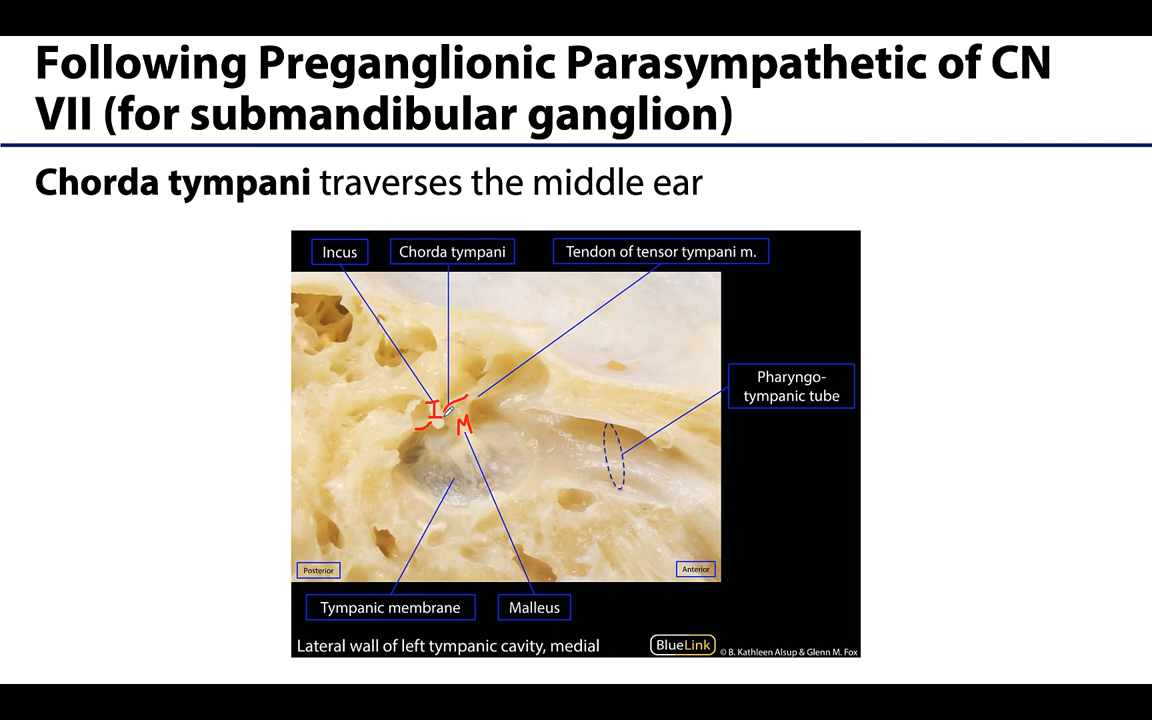 Following Preganglionic Parasympathetic of CN
VII (for submandibular ganglion)
Chorda tympani traverses the middle ear
Incus
Chorda tympani
Tendon of tensor tympani m.
Pharyngo-
tympanic tube
I
M
Posterior
Anterior
Tympanic membrane
Malleus
Lateral wall of left tympanic cavity, medial
BlueLink
© B. Kathleen Alsup & Glenn M. Fox